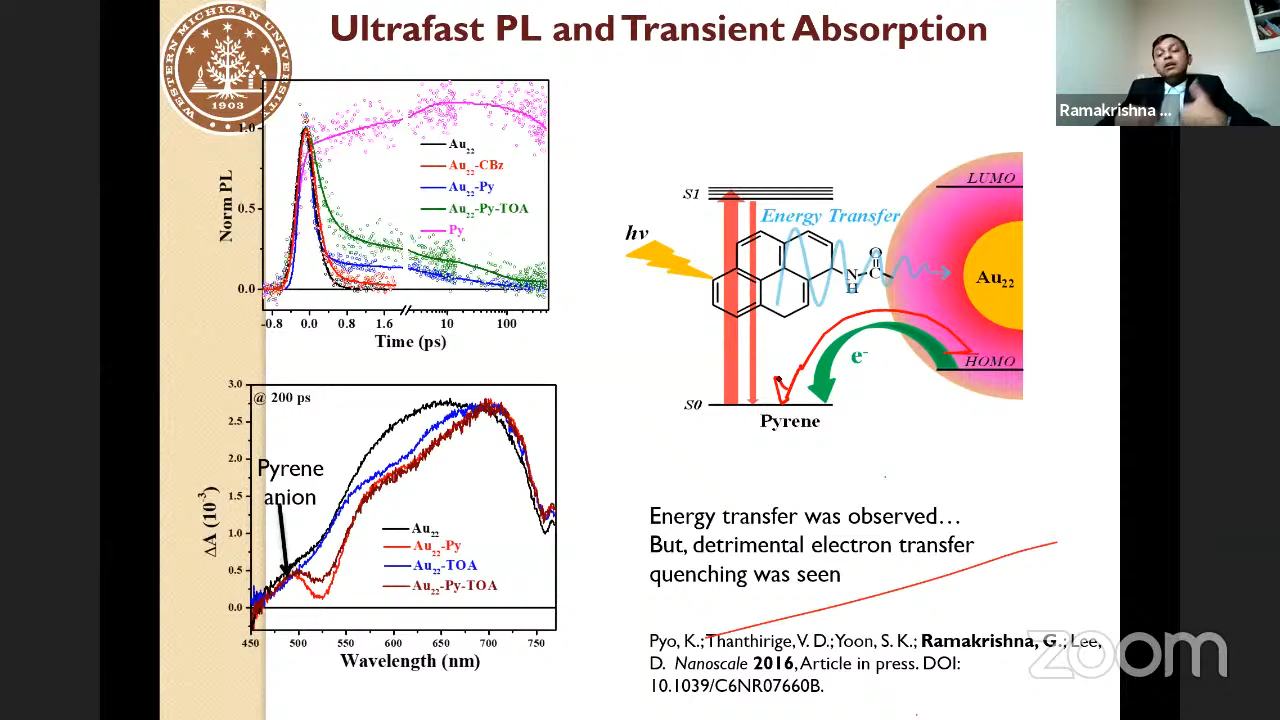 Ultrafast PL and Transient Absorption
WESTERN MICHIGAN UNIVERSITY
1903
Ramakrishna ...
Norm PL
1.0
0.5
0.0
Au22
Au22-CBz
Au22-Py
Au22-Py-TOA
Py
-0.8 0.0 0.8 1.6 10 100
Time (ps)
S1
hν
Energy Transfer
O
N
H
C
LUMO
Au22
HOMO
e-
S0
Pyrene
@ 200 ps
ΔA (10-3)
3.0
2.5
2.0
1.5
1.0
0.5
0.0
Pyrene
anion
Au22
Au22-Py
Au22-TOA
Au22-Py-TOA
450 500 550 600 650 700 750
Wavelength (nm)
Energy transfer was observed...
But, detrimental electron transfer
quenching was seen
Pyo, K.; Thanthirige, V. D.; Yoon, S. K.; Ramakrishna, G.; Lee,
D. Nanoscale 2016, Article in press. DOI:
10.1039/C6NR07660B.
zoom